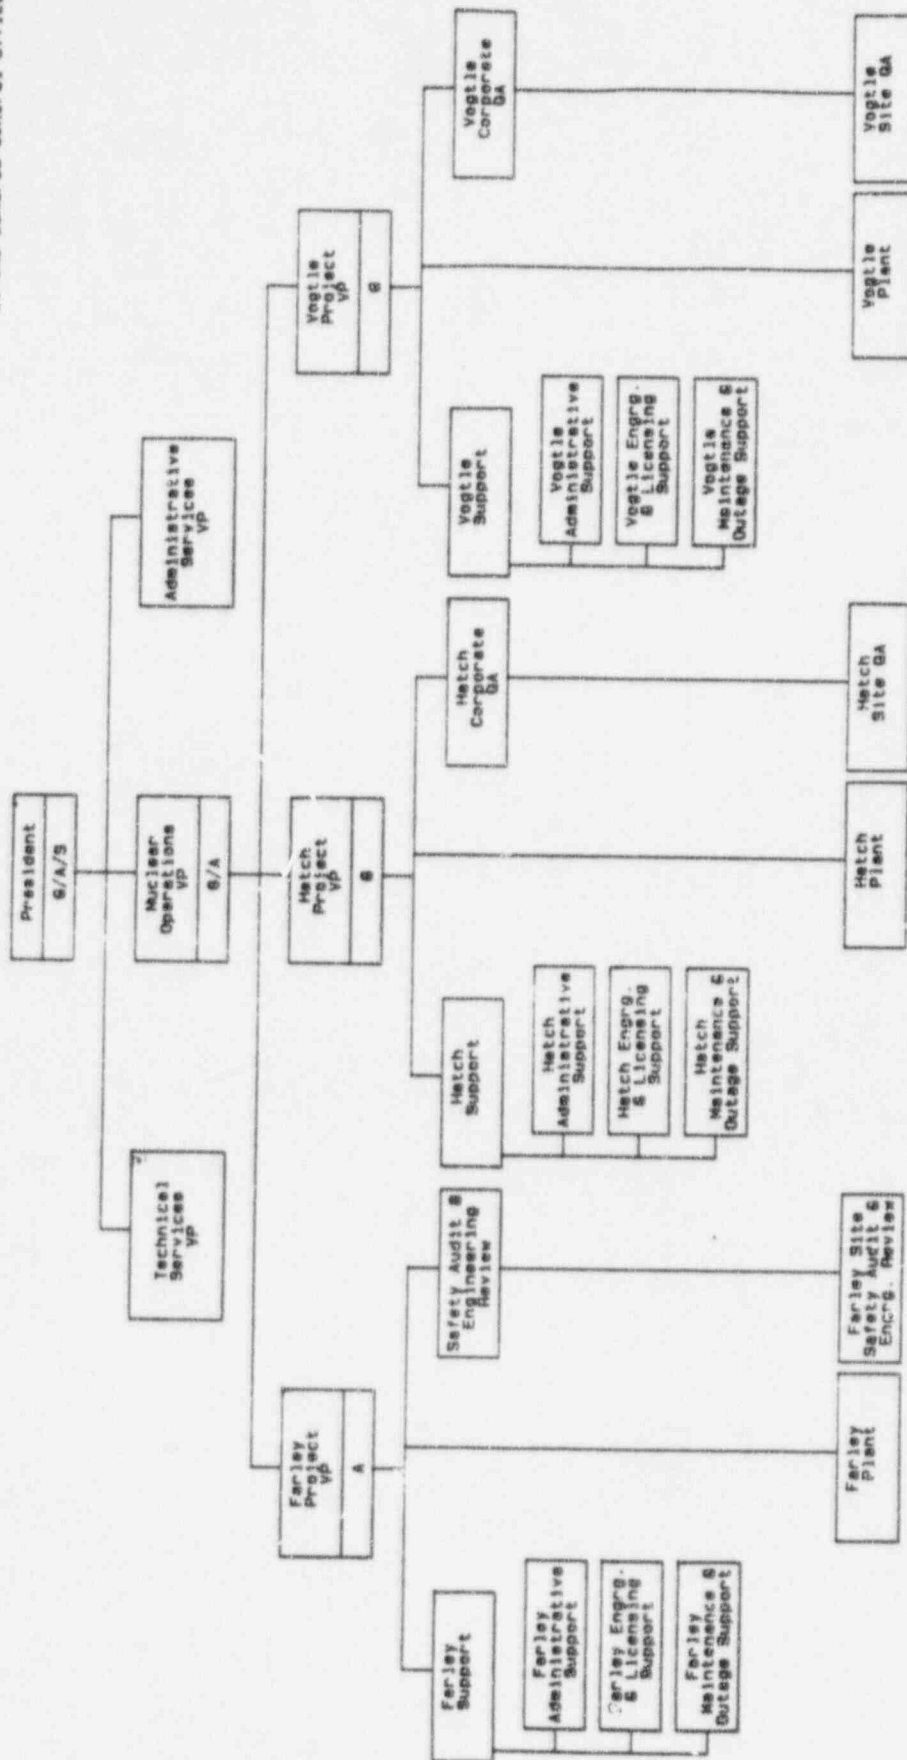 President
G/A/S
Technical
Services
VP
Nuclear
Operations
VP
G/A
Administrative
Services
VP
Farley
Project
VP
A
Hatch
Project
VP
G
Vogtle
Project
VP
G
Farley
Support
Safety Audit &
Engineering
Review
Hatch
Support
Hatch
Corporate
QA
Vogtle
Support
Vogtle
Corporate
QA
Farley
Administrative
Support
Farley Engrg.
& Licensing
Support
Farley
Maintenance &
Outage Support
Hatch
Administrative
Support
Hatch Engrg.
& Licensing
Support
Hatch
Maintenance &
Outage Support
Vogtle
Administrative
Support
Vogtle Engrg.
& Licensing
Support
Vogtle
Maintenance &
Outage Support
Farley
Plant
Farley Site
Safety Audit &
Encrg. Review
Hatch
Plant
Hatch
Site QA
Vogtle
Plant
Vogtle
Site QA